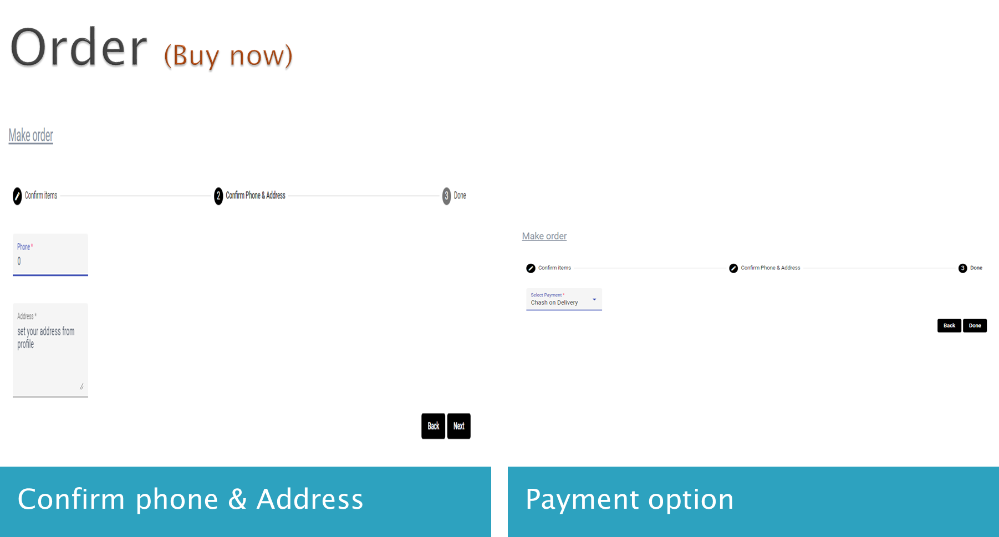 Order (Buy now)
Make order
Confirm items
2 Confirm Phone & Address
3 Done
Phone *
0
Address *
set your address from
profile
Back Next
Confirm phone & Address
Make order
Confirm items
Confirm Phone & Address
3 Done
Select Payment *
Chash on Delivery
Back Done
Payment option